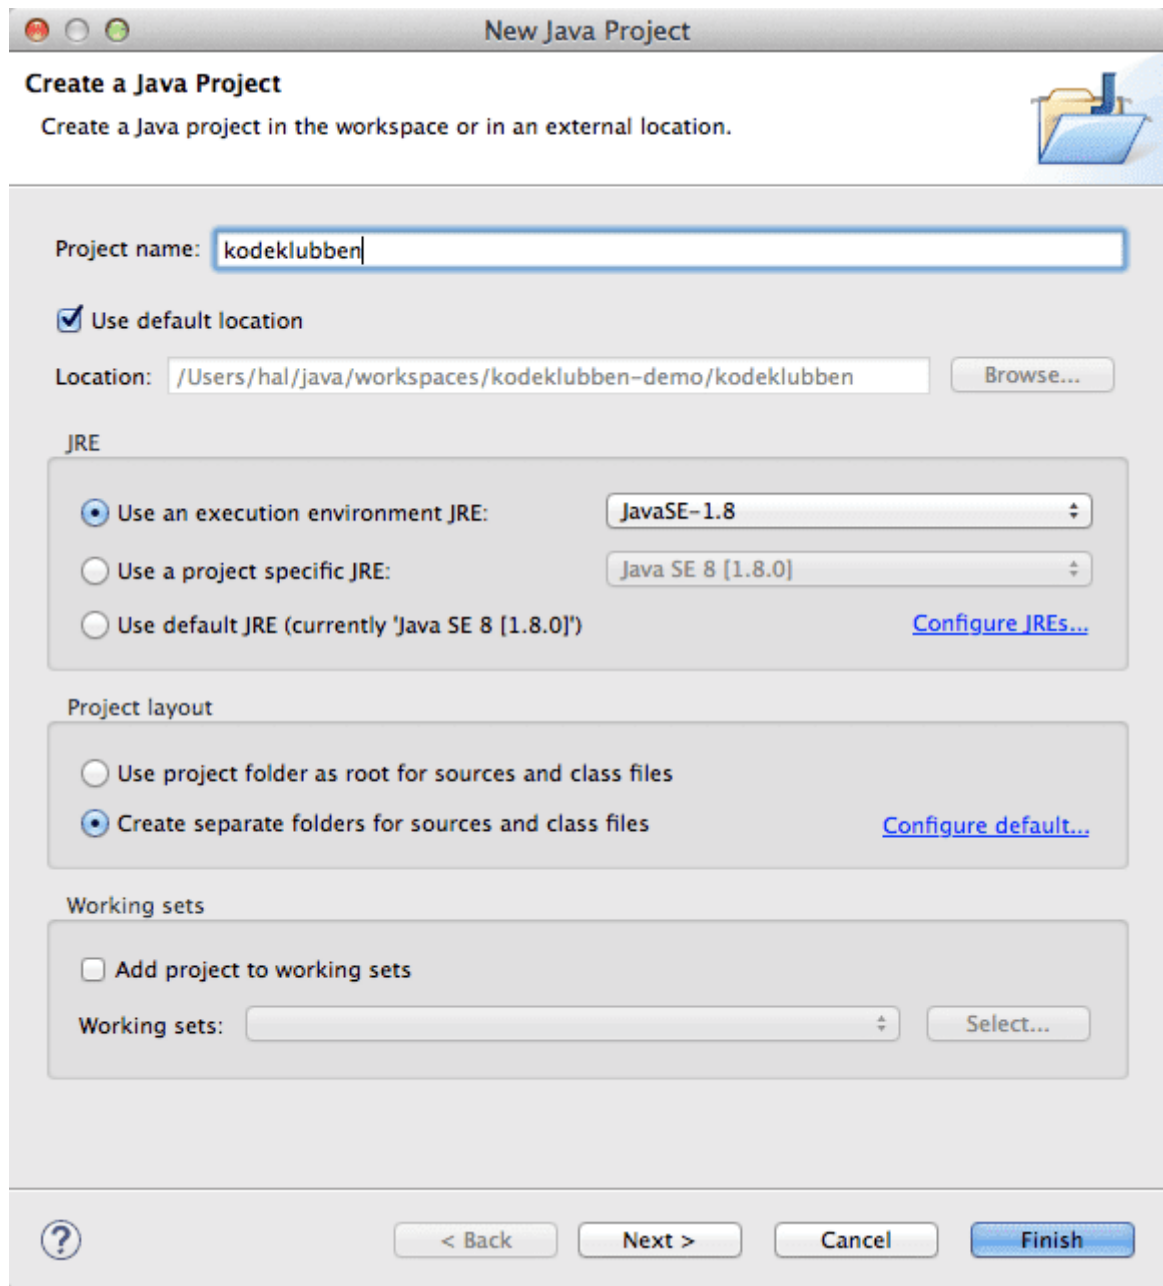 New Java Project
Create a Java Project
Create a Java project in the workspace or in an external location.
Project name: kodeklubben
Use default location
Location: /Users/hal/java/workspaces/kodeklubben-demo/kodeklubben Browse...
JRE
Use an execution environment JRE: JavaSE-1.8
Use a project specific JRE: Java SE 8 [1.8.0]
Use default JRE (currently 'Java SE 8 [1.8.0]') Configure JREs...
Project layout
Use project folder as root for sources and class files
Create separate folders for sources and class files Configure default...
Working sets
Add project to working sets
Working sets: Select...
? < Back Next > Cancel Finish